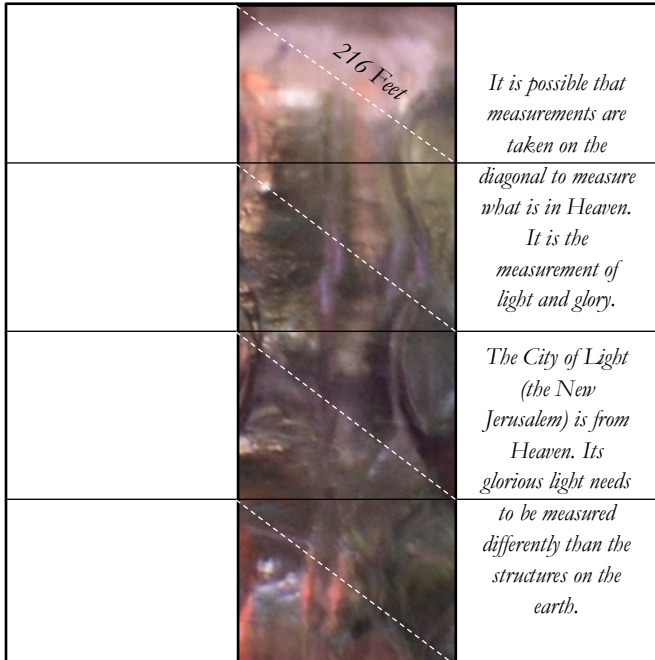 216 Feet
It is possible that
measurements are
taken on the
diagonal to measure
what is in Heaven.
It is the
measurement of
light and glory.
The City of Light
(the New
Jerusalem) is from
Heaven. Its
glorious light needs
to be measured
differently than the
structures on the
earth.